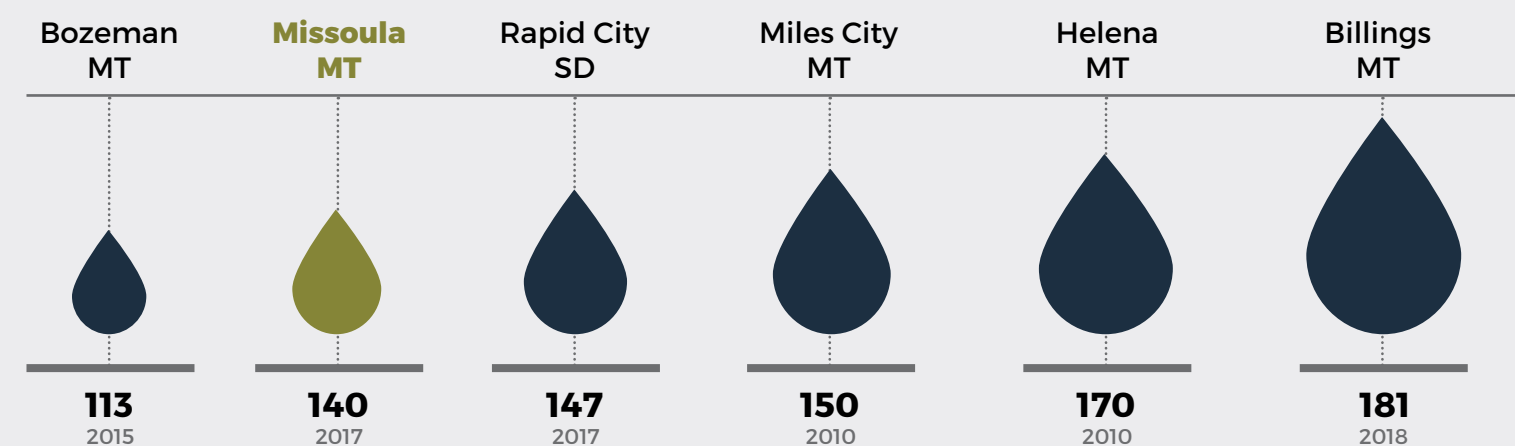 Bozeman
MT
Missoula
MT
Rapid City
SD
Miles City
MT
Helena
MT
Billings
MT
113
2015
140
2017
147
2017
150
2010
170
2010
181
2018